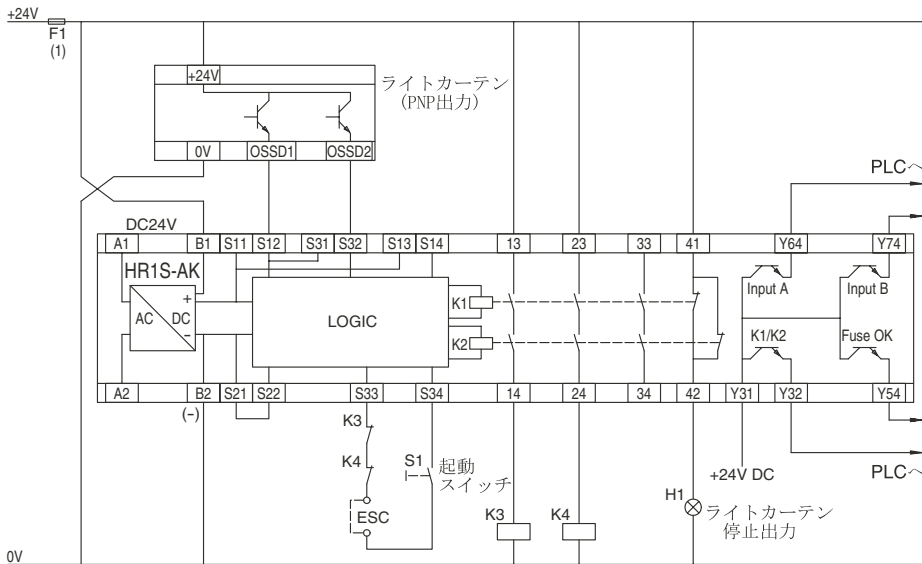 +24V
F1
(1)
+24V
ライトカーテン
(PNP出力)
0V OSSD1 OSSD2
PLCへ
DC24V
A1 B1 S11 S12 S31 S32 S13 S14 13 23 33 41 Y64 Y74
HR1S-AK
AC DC + -
LOGIC
K1
K2
Input A Input B
K1/K2 Fuse OK
A2 B2 S21 S22 S33 S34 14 24 34 42 Y31 Y32 Y54
(-)
K3
K4
ESC
S1
起動
スイッチ
K3 K4
H1
ライトカーテン
停止出力
+24V DC
PLCへ
0V